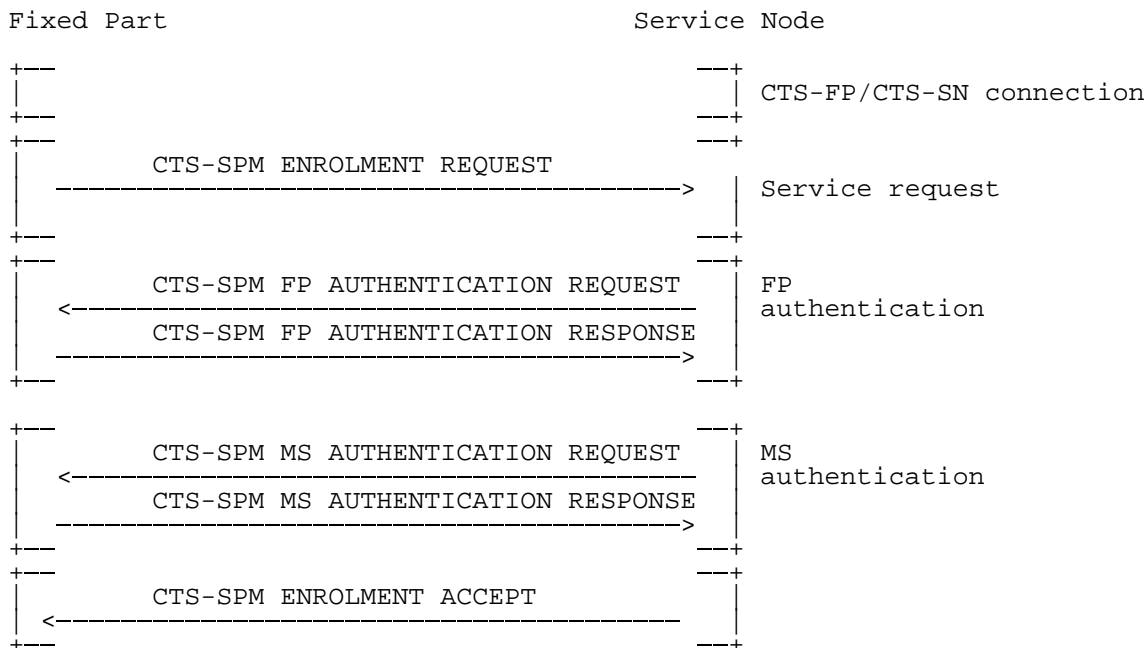 Fixed Part Service Node
CTS-FP/CTS-SN connection
CTS-SPM ENROLMENT REQUEST
Service request
CTS-SPM FP AUTHENTICATION REQUEST FP
authentication
CTS-SPM FP AUTHENTICATION RESPONSE
CTS-SPM MS AUTHENTICATION REQUEST MS
authentication
CTS-SPM MS AUTHENTICATION RESPONSE
CTS-SPM ENROLMENT ACCEPT